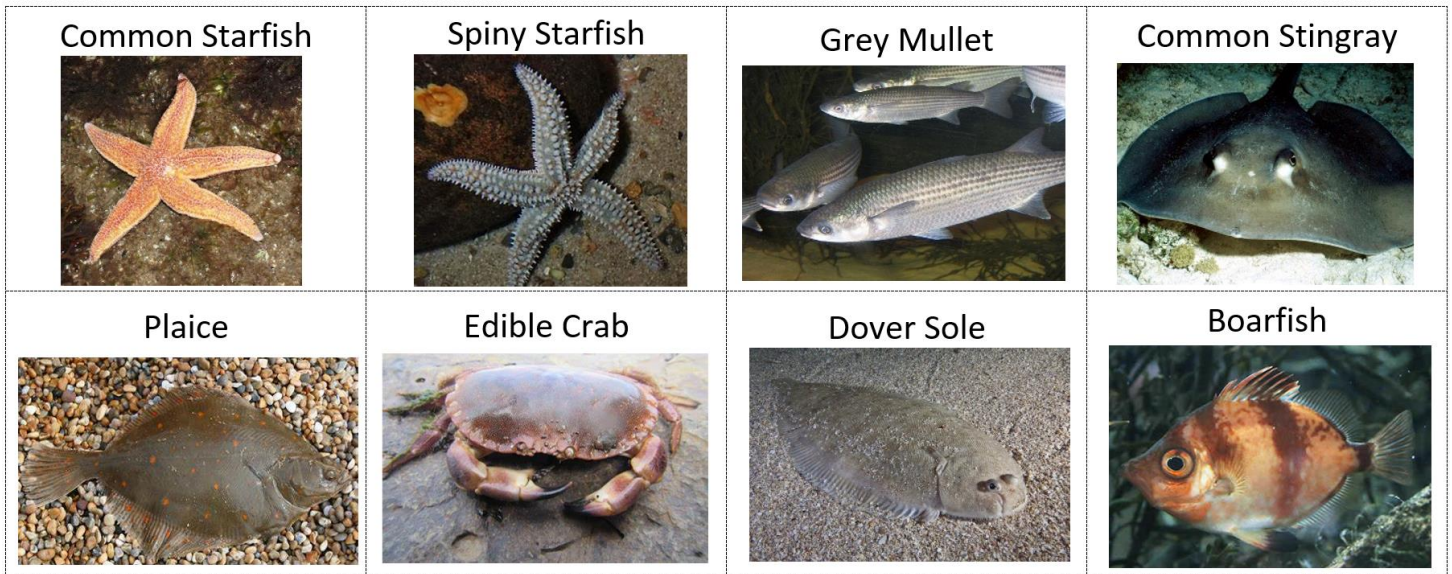 Common Starfish
Spiny Starfish
Grey Mullet
Common Stingray
Plaice
Edible Crab
Dover Sole
Boarfish